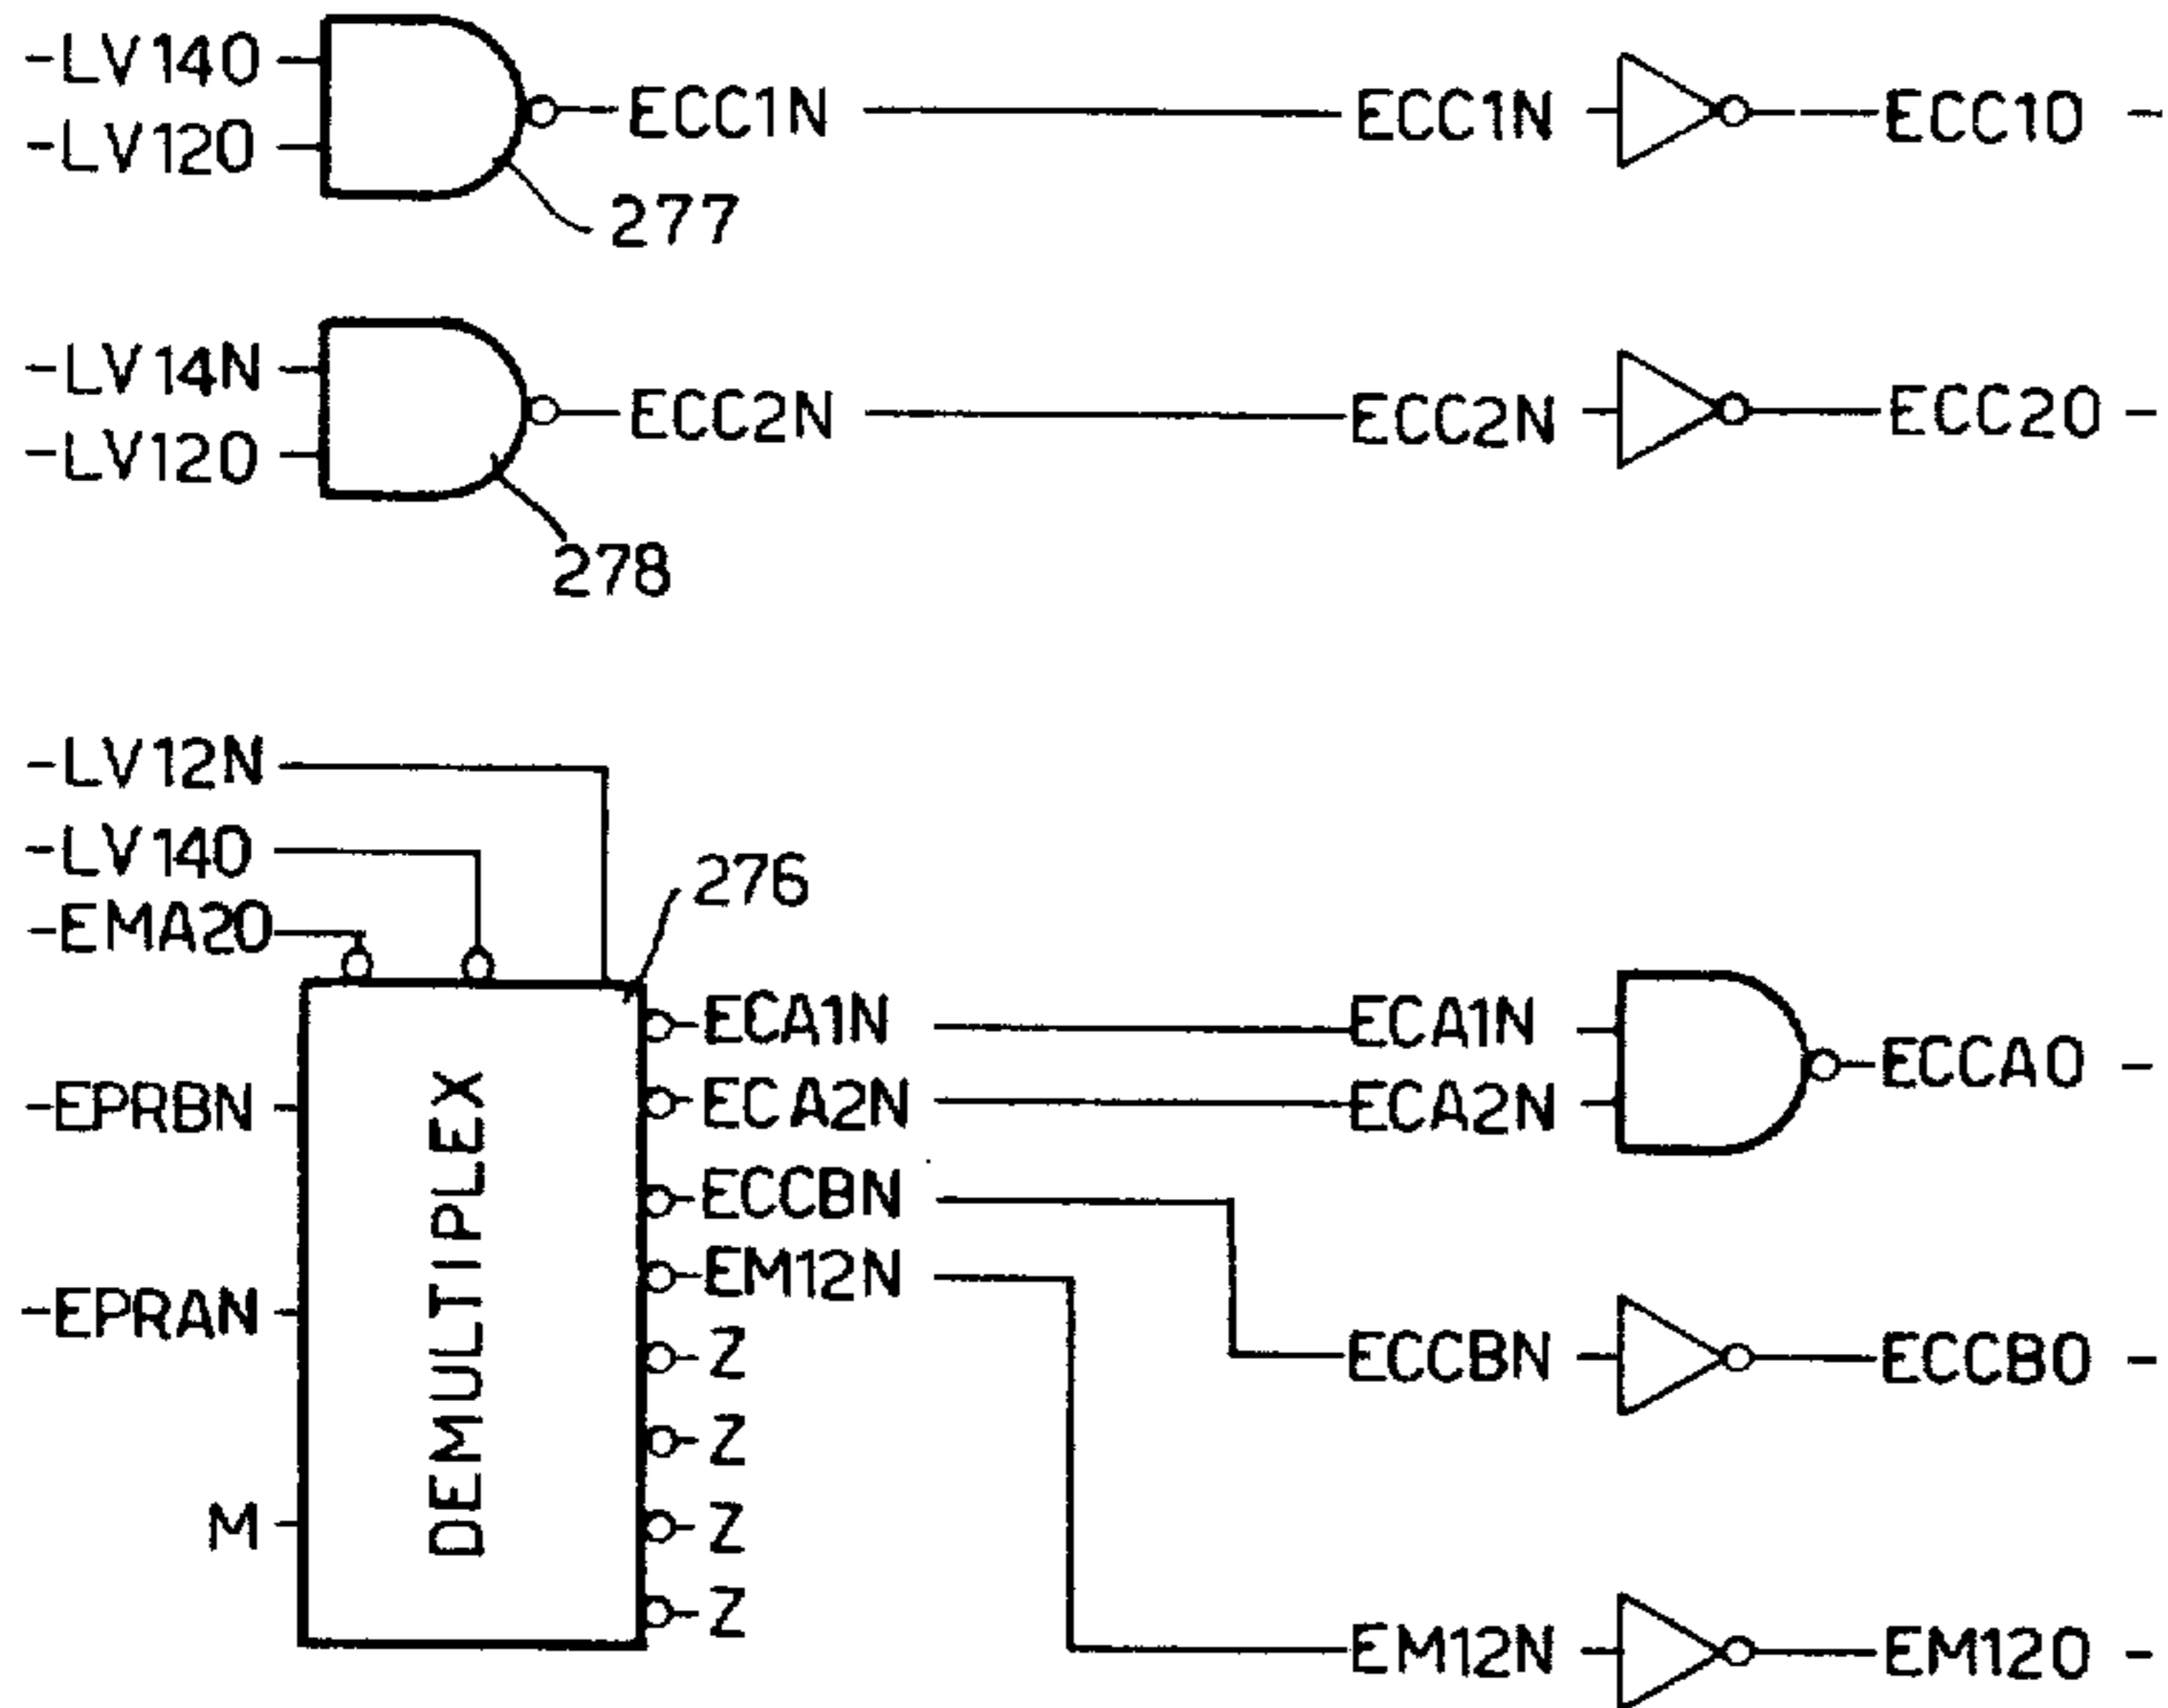 -LV140
-LV120
ECC1N
ECC1N
ECC10 -
277
-LV14N
-LV120
ECC2N
ECC2N
ECC20 -
278
-LV12N
-LV140
-EMA20
276
-EPRBN
-EPRAN
M
DEMULTIPLEX
ECA1N
ECA2N
ECCBN
EM12N
Z
Z
Z
Z
ECA1N
ECA2N
ECCA0 -
ECCBN
ECCB0 -
EM12N
EM120 -